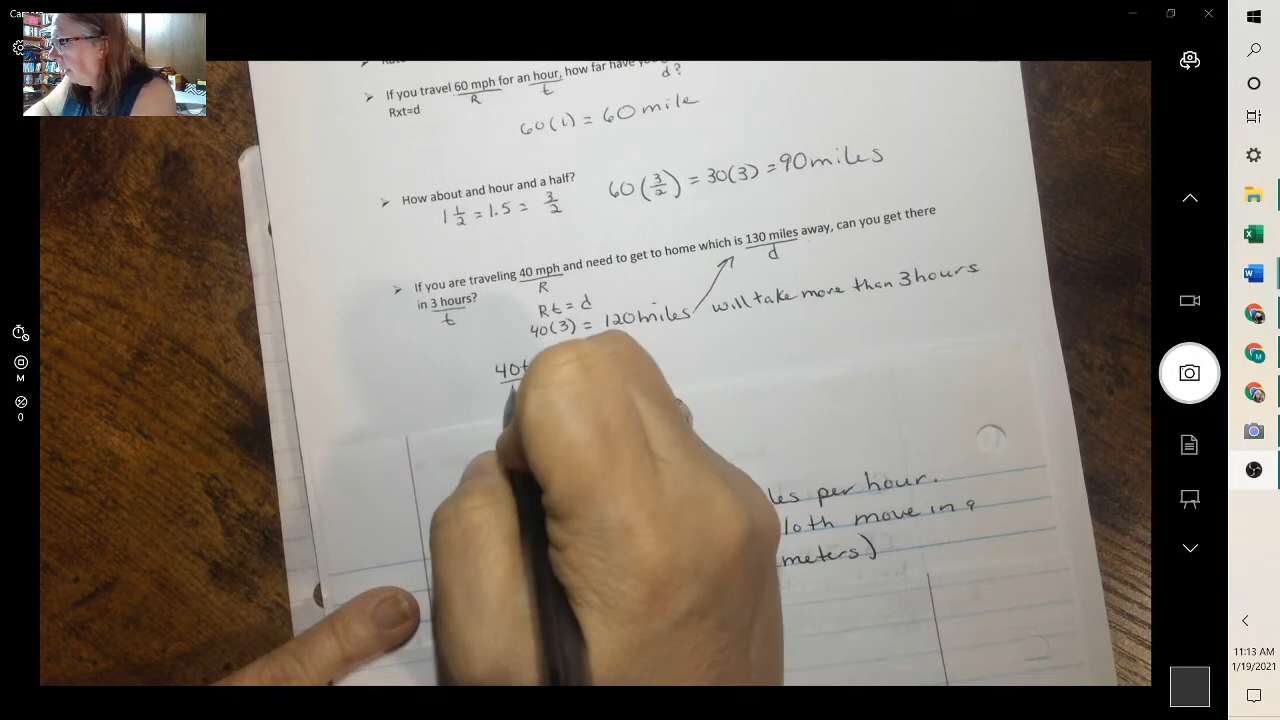 Camera
If you travel 60 mph for an hour, how far have
R t d?
Rxt=d
60(1) = 60 mile
How about and hour and a half?
1 1/2 = 1.5 = 3/2
60(3/2) = 30(3) = 90 miles
If you are traveling 40 mph and need to get to home which is 130 miles away, can you get there
R d
in 3 hours?
t
Rt = d
40(3) = 120 miles will take more than 3 hours
40t
per hour.
move in
meters)
M
0
11:13 AM
1/19/2021